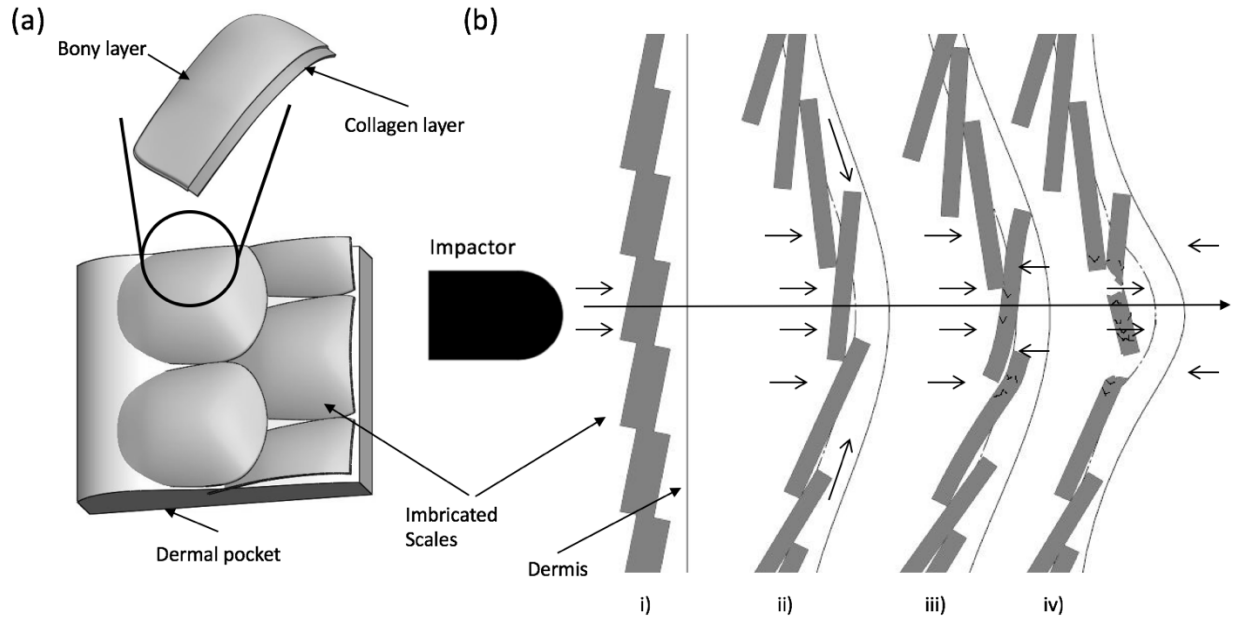 (a)
Bony layer
Collagen layer
Dermal pocket
Imbricated
Scales
(b)
Impactor
Dermis
i)
ii)
iii)
iv)